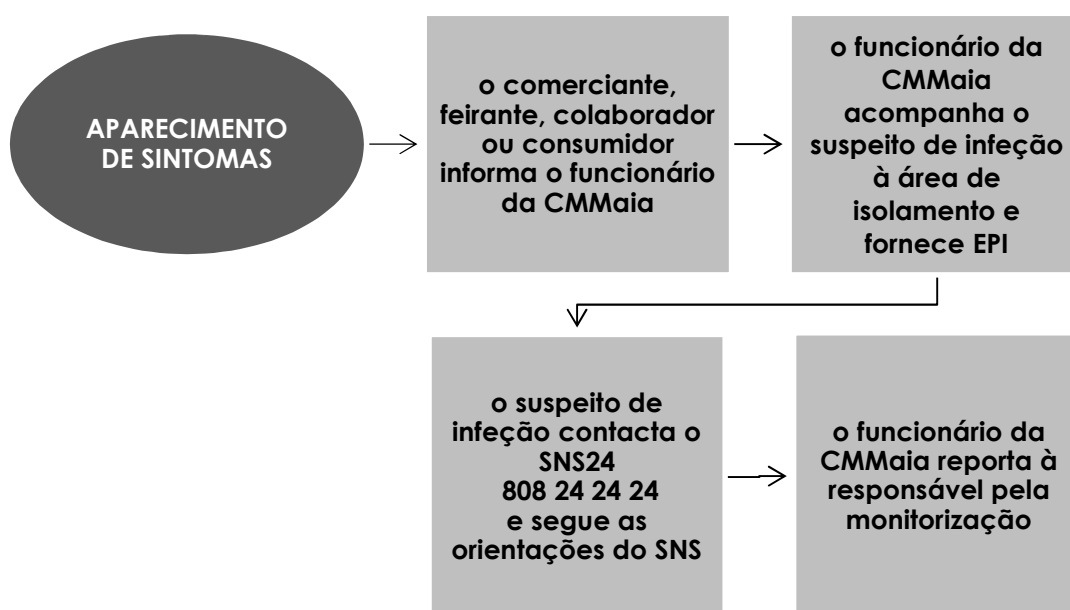 APARECIMENTO
DE SINTOMAS
o comerciante,
feirante, colaborador
ou consumidor
informa o funcionário
da CMMaia
o funcionário da
CMMaia
acompanha o
suspeito de infeção
à área de
isolamento e
fornece EPI
o suspeito de
infeção contacta o
SNS24
808 24 24 24
e segue as
orientações do SNS
o funcionário da
CMMaia reporta à
responsável pela
monitorização